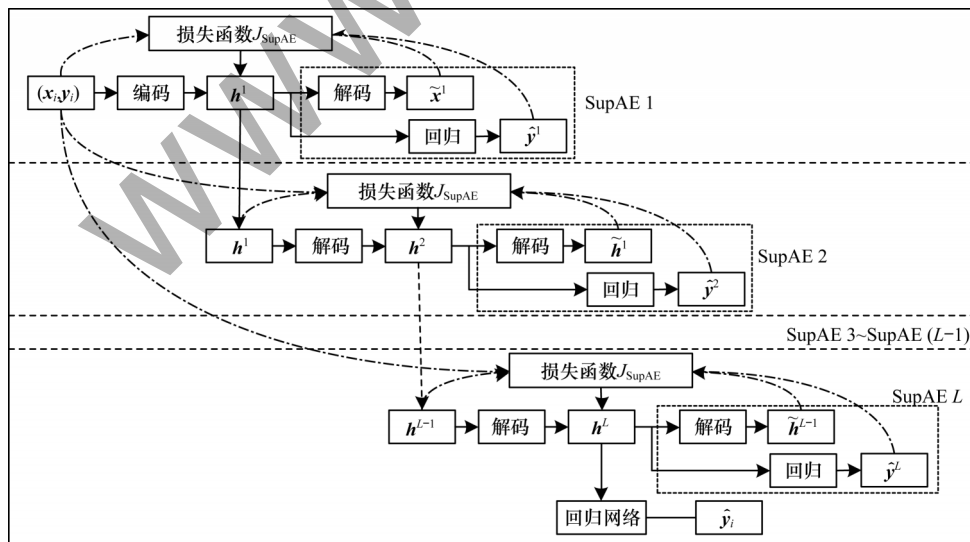 损失函数J_SupAE
(x_i,y_i) 编码 h^1 解码 x̃^1
SupAE 1
回归 ŷ^1
损失函数J_SupAE
h^1 解码 h^2 解码 h̃^1
SupAE 2
回归 ŷ^2
SupAE 3~SupAE (L−1)
损失函数J_SupAE
SupAE L
h^{L−1} 解码 h^L 解码 h̃^{L−1}
回归 ŷ^L
回归网络 ŷ_i
WWW